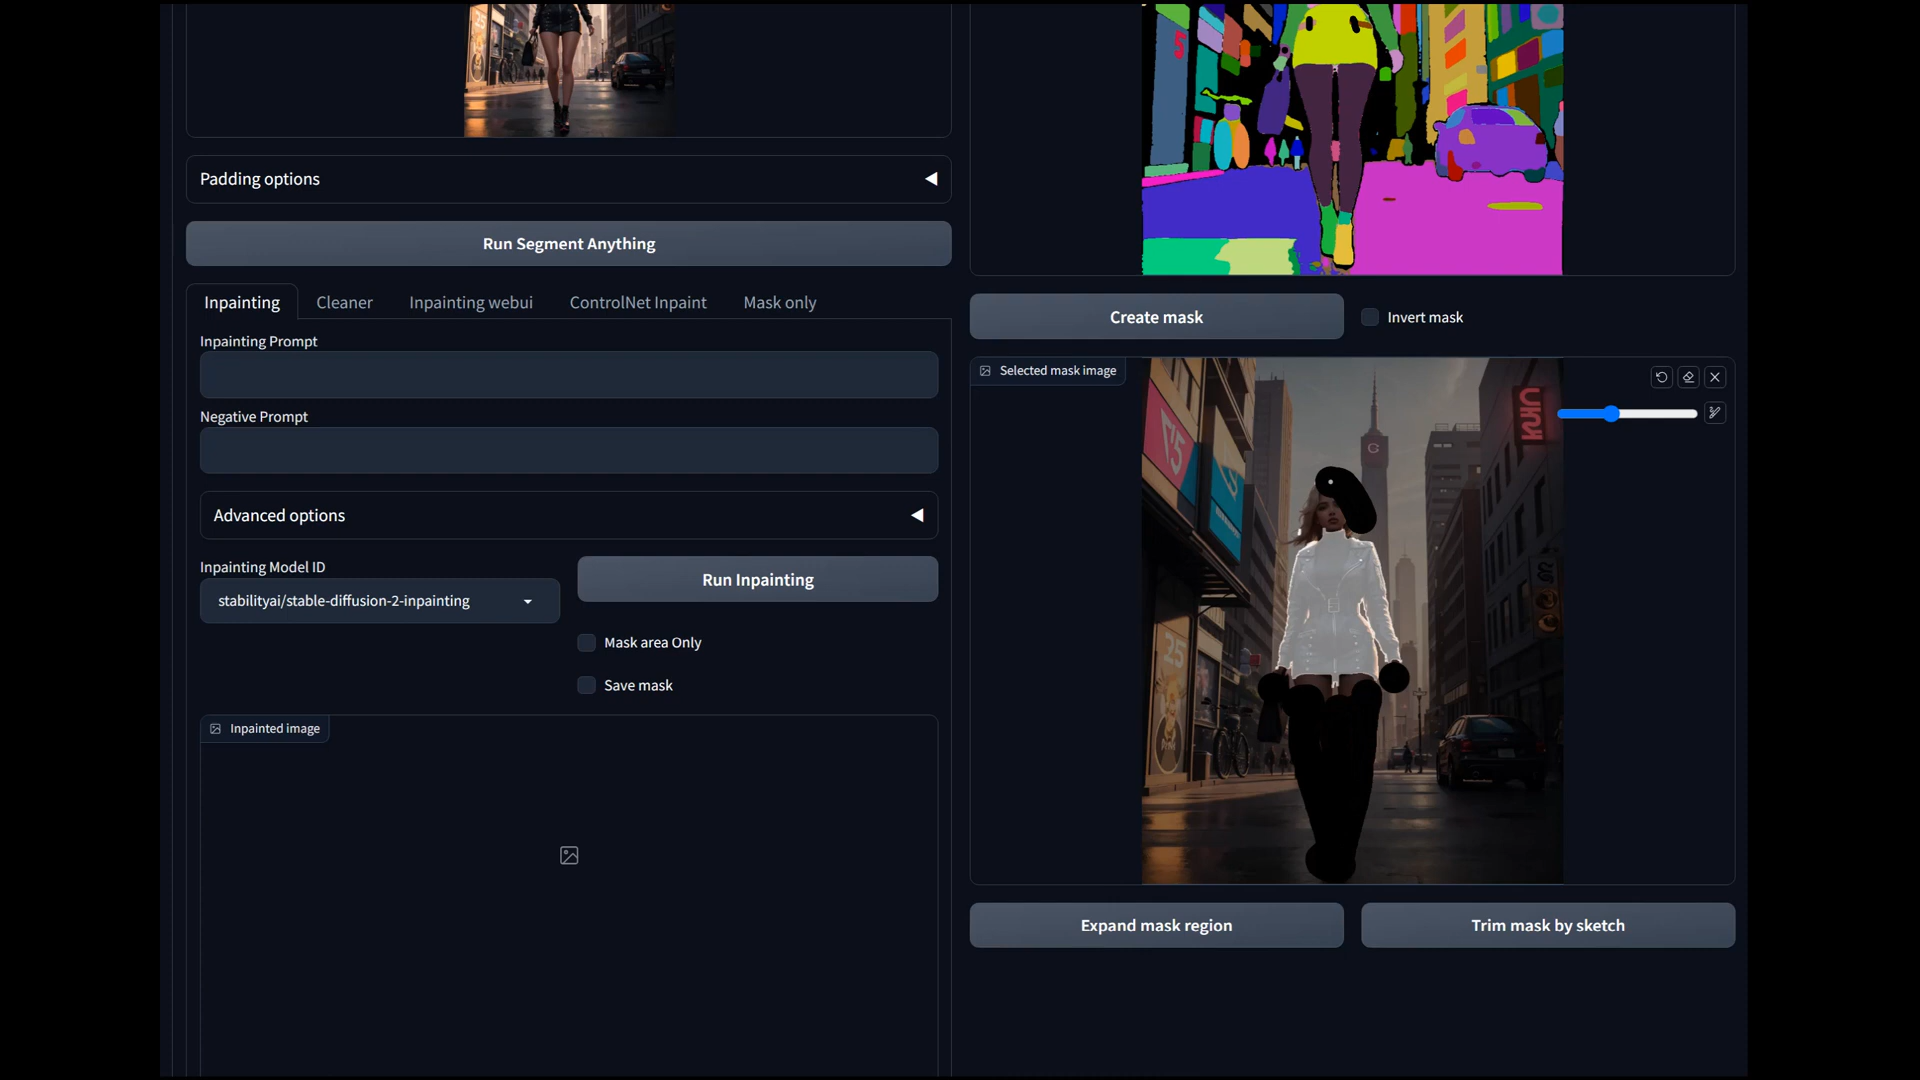 25
Padding options
Run Segment Anything
Inpainting
Cleaner
Inpainting webui
ControlNet Inpaint
Mask only
Inpainting Prompt
Negative Prompt
Advanced options
Inpainting Model ID
stabilityai/stable-diffusion-2-inpainting
Run Inpainting
Mask area Only
Save mask
Inpainted image
Create mask
Invert mask
Selected mask image
25
Expand mask region
Trim mask by sketch